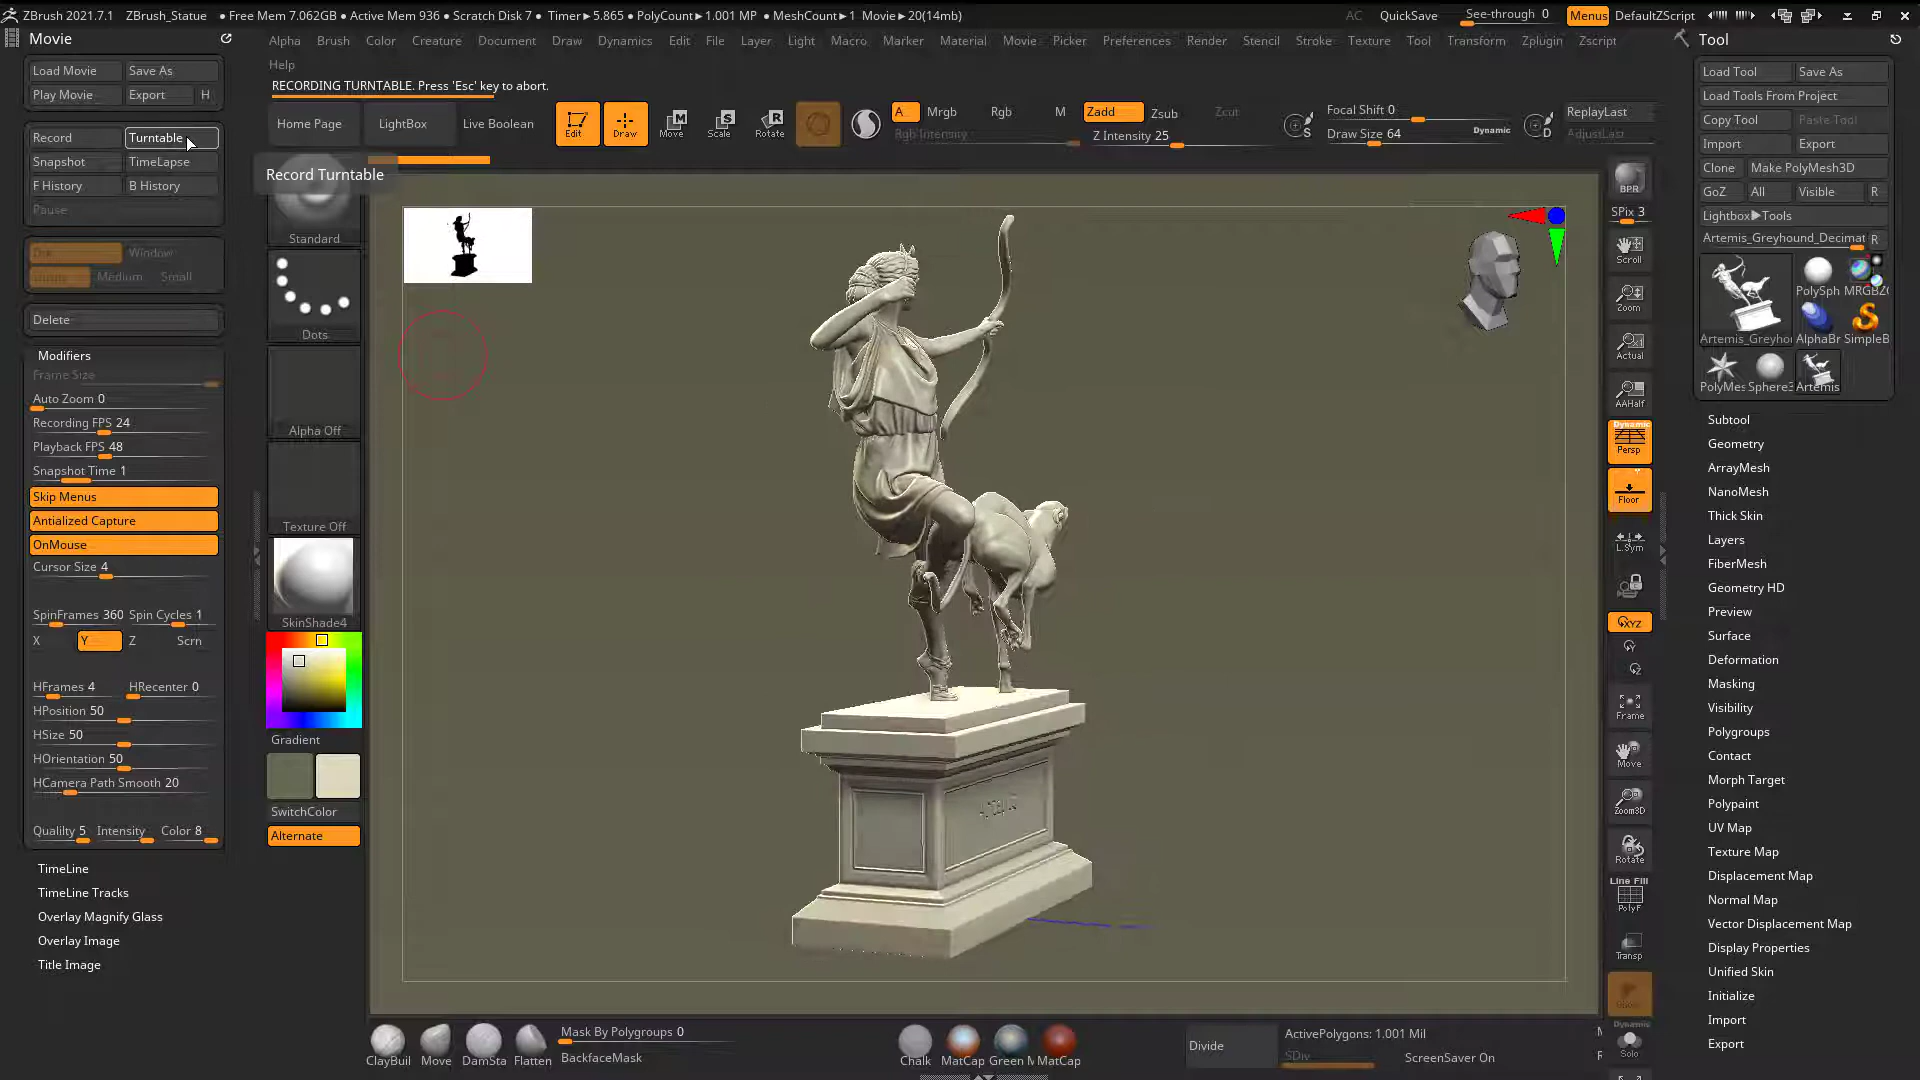 ZBrush 2021.7.1 ZBrush_Statue ● Free Mem 7.062GB ● Active Mem 936 ● Scratch Disk 7 ● Timer►5.865 ● PolyCount►1.001 MP ● MeshCount►1 Movie►20(14mb) AC QuickSave See-through 0 Menus DefaultZScript
Movie
Alpha Brush Color Creature Document Draw Dynamics Edit File Layer Light Macro Marker Material Movie Picker Preferences Render Stencil Stroke Texture Tool Transform Zplugin Zscript
Help
RECORDING TURNTABLE. Press 'Esc' key to abort.
Load Movie Save As
Play Movie Export H
Record Turntable
Snapshot TimeLapse
F History B History
Pause
Window
Medium Small
Delete
Modifiers
Frame Size
Auto Zoom 0
Recording FPS 24
Playback FPS 48
Snapshot Time 1
Skip Menus
Antialized Capture
OnMouse
Cursor Size 4
SpinFrames 360 Spin Cycles 1
X Y Z Scrn
HFrames 4 HRecenter 0
HPosition 50
HSize 50
HOrientation 50
HCamera Path Smooth 20
Qualilty 5 Intensity Color 8
TimeLine
TimeLine Tracks
Overlay Magnify Glass
Overlay Image
Title Image
Home Page LightBox Live Boolean
Edit Draw Move Scale Rotate
A Mrgb Rgb M
Rgb Intensity
Zadd Zsub Zcut
Z Intensity 25
S
Focal Shift 0
Draw Size 64 Dynamic
D
ReplayLast
AdjustLast
Record Turntable
Standard
Dots
Alpha Off
Texture Off
SkinShade4
Gradient
SwitchColor
Alternate
BPR
SPix 3
Scroll
Zoom
Actual
AAHalf
Dynamic
Persp
Floor
L.Sym
XYZ
Frame
Move
Zoom3D
Rotate
Line Fill
PolyF
Transp
Dynamic
Solo
ClayBuil Move DamSta Flatten
Mask By Polygroups 0
BackfaceMask
Chalk MatCap Green M MatCap
Divide
ActivePolygons: 1.001 Mil
SDiv
ScreenSaver On
Tool
Load Tool Save As
Load Tools From Project
Copy Tool Paste Tool
Import Export
Clone Make PolyMesh3D
GoZ All Visible R
Lightbox►Tools
Artemis_Greyhound_Decimat R
Artemis_Greyhou PolySph MRGBZ
AlphaBr SimpleB
PolyMes Sphere3 Artemis
Subtool
Geometry
ArrayMesh
NanoMesh
Thick Skin
Layers
FiberMesh
Geometry HD
Preview
Surface
Deformation
Masking
Visibility
Polygroups
Contact
Morph Target
Polypaint
UV Map
Texture Map
Displacement Map
Normal Map
Vector Displacement Map
Display Properties
Unified Skin
Initialize
Import
Export